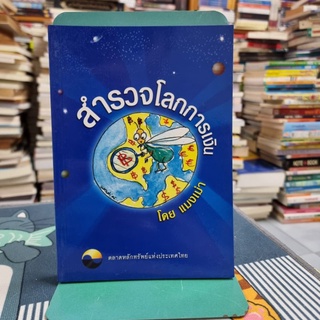 สำรวจโลกการเงิน
โดย แมงเม่า
ตลาดหลักทรัพย์แห่งประเทศไทย